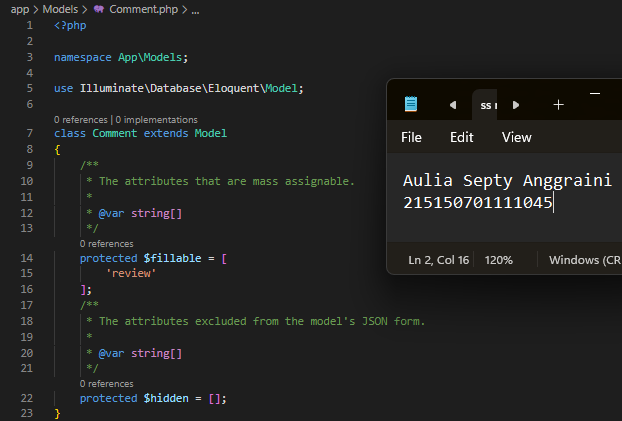 app > Models > Comment.php > ...
1 <?php
2
3 namespace App\Models;
4
5 use Illuminate\Database\Eloquent\Model;
6
0 references | 0 implementations
7 class Comment extends Model
8 {
9 /**
10 * The attributes that are mass assignable.
11 *
12 * @var string[]
13 */
0 references
14 protected $fillable = [
15 'review'
16 ];
17 /**
18 * The attributes excluded from the model's JSON form.
19 *
20 * @var string[]
21 */
0 references
22 protected $hidden = [];
23 }
ss
File Edit View
Aulia Septy Anggraini
215150701111045
Ln 2, Col 16 120% Windows (CR